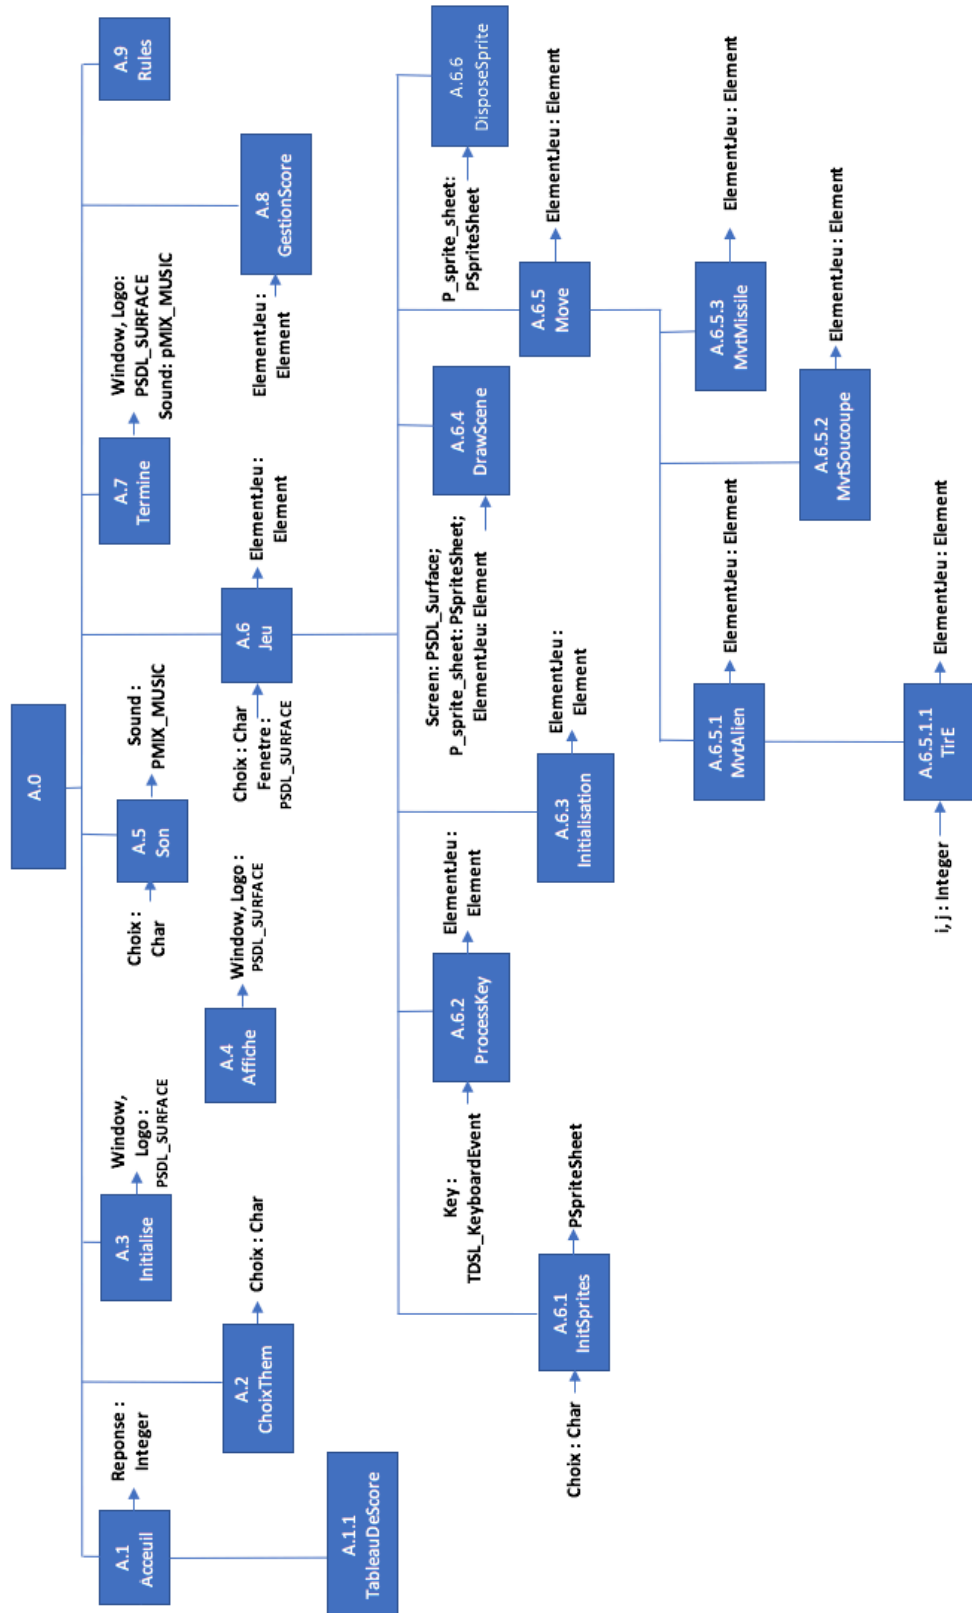 A.0
A.1
Acceuil
Reponse :
Integer
A.1.1
TableauDeScore
A.2
ChoixThem
Choix : Char
A.3
Initialise
Window,
Logo :
PSDL_SURFACE
A.4
Affiche
Window, Logo :
PSDL_SURFACE
Choix :
Char
A.5
Son
Sound :
PMIX_MUSIC
Choix : Char
Fenetre :
PSDL_SURFACE
A.6
Jeu
ElementJeu :
Element
A.7
Termine
Window, Logo:
PSDL_SURFACE
Sound: pMIX_MUSIC
ElementJeu :
Element
A.8
GestionScore
A.9
Rules
Choix : Char
A.6.1
InitSprites
PSpriteSheet
Key :
TDSL_KeyboardEvent
A.6.2
ProcessKey
ElementJeu :
Element
A.6.3
Initialisation
ElementJeu :
Element
Screen: PSDL_Surface;
P_sprite_sheet: PSpriteSheet;
ElementJeu: Element
A.6.4
DrawScene
A.6.5
Move
ElementJeu : Element
P_sprite_sheet:
PSpriteSheet
A.6.6
DisposeSprite
A.6.5.1
MvtAlien
ElementJeu : Element
A.6.5.2
MvtSoucoupe
ElementJeu : Element
A.6.5.3
MvtMissile
ElementJeu : Element
i, j : Integer
A.6.5.1.1
TirE
ElementJeu : Element